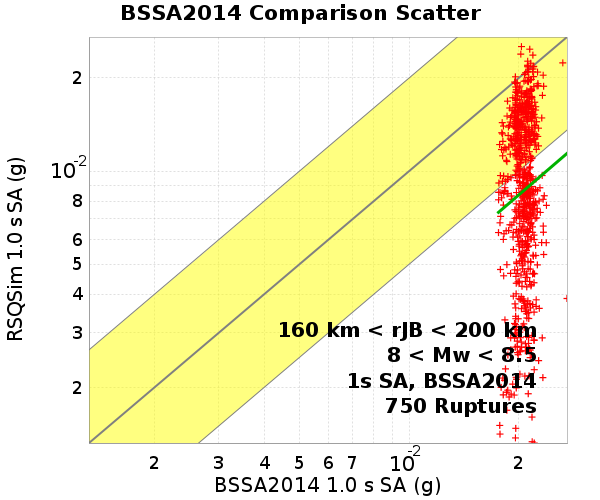 BSSA2014 Comparison Scatter
RSQSim 1.0 s SA (g)
2
10-2
8
6
5
4
3
2
160 km < rJB < 200 km
8 < Mw < 8.5
1s SA, BSSA2014
750 Ruptures
2 3 4 5 6 7 10-2 2
BSSA2014 1.0 s SA (g)